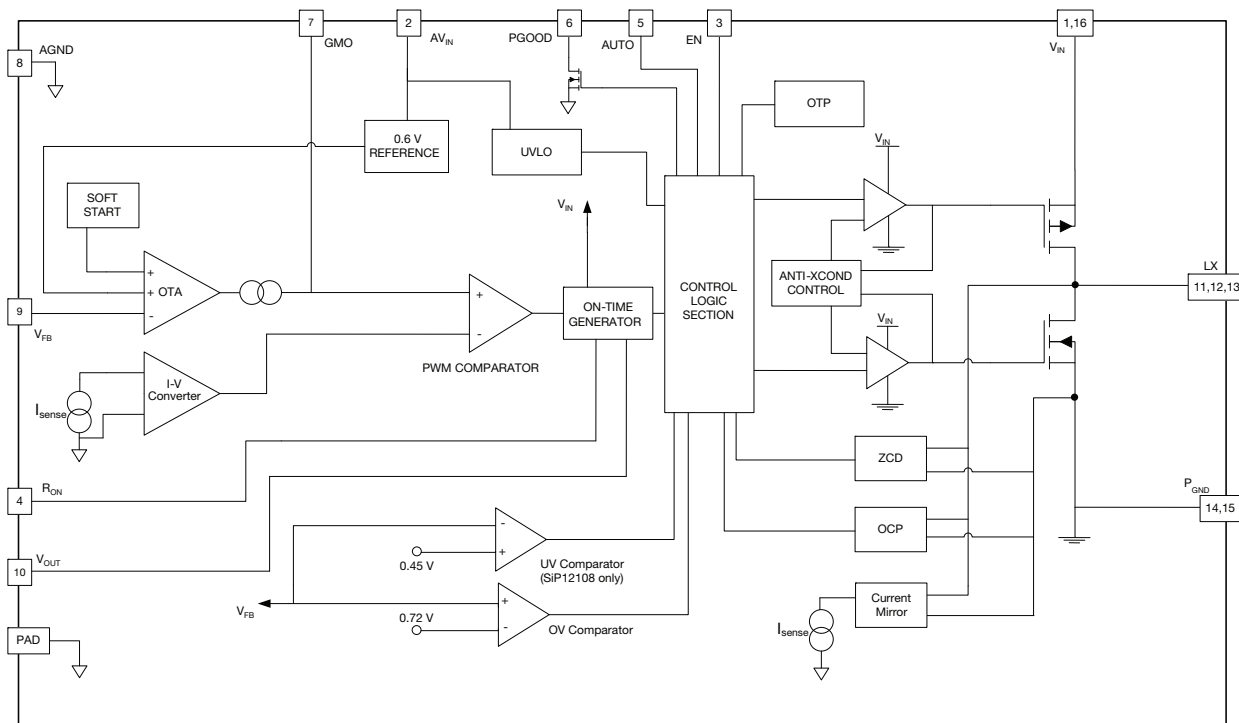 7
2
6
5
3
1,16
GMO
AVIN
PGOOD
AUTO
EN
VIN
8
AGND
OTP
0.6 V
REFERENCE
UVLO
VIN
SOFT
START
VIN
+
+
-
OTA
CONTROL
LOGIC
SECTION
ANTI-XCOND
CONTROL
LX
11,12,13
+
-
ON-TIME
GENERATOR
9
VFB
VIN
PWM COMPARATOR
I-V
Converter
Isense
ZCD
4
RON
PGND
14,15
OCP
-
+
0.45 V
UV Comparator
(SiP12108 only)
10
VOUT
VFB
+
-
0.72 V
OV Comparator
Current
Mirror
Isense
PAD